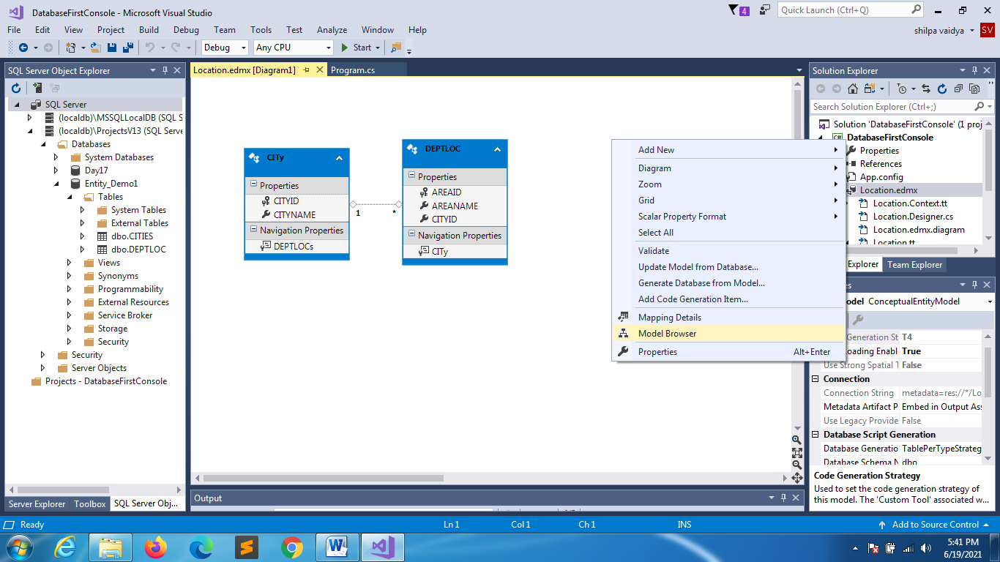 DatabaseFirstConsole - Microsoft Visual Studio
4
Quick Launch (Ctrl+Q)
File Edit View Project Build Debug Team Tools Test Analyze Window Help
shilpa vaidya SV
Debug Any CPU Start
SQL Server Object Explorer
SQL Server
(localdb)\MSSQLLocalDB (SQL S
(localdb)\ProjectsV13 (SQL Serve
Databases
System Databases
Day17
Entity_Demo1
Tables
System Tables
External Tables
dbo.CITIES
dbo.DEPTLOC
Views
Synonyms
Programmability
External Resources
Service Broker
Storage
Security
Security
Server Objects
Projects - DatabaseFirstConsole
Server Explorer Toolbox SQL Server Obj...
Location.edmx [Diagram1] Program.cs
CITy
Properties
CITYID
CITYNAME
Navigation Properties
DEPTLOCs
1 *
DEPTLOC
Properties
AREAID
AREANAME
CITYID
Navigation Properties
CITy
Add New
Diagram
Zoom
Grid
Scalar Property Format
Select All
Validate
Update Model from Database...
Generate Database from Model...
Add Code Generation Item...
Mapping Details
Model Browser
Properties Alt+Enter
Output
Solution Explorer
Search Solution Explorer (Ctrl+;)
Solution 'DatabaseFirstConsole' (1 proj
C#
DatabaseFirstConsole
Properties
References
App.config
Location.edmx
Location.Context.tt
Location.Designer.cs
Location.edmx.diagram
Location.tt
Explorer Team Explorer
es
odel ConceptualEntityModel
Generation St T4
oading Enabl True
Use Strong Spatial T False
Connection
Connection String metadata=res://*/Lo
Metadata Artifact P Embed in Output Ass
Use Legacy Provide False
Database Script Generation
Database Generatio TablePerTypeStrateg
Database Schema N dbo
Code Generation Strategy
Used to set the code generation strategy of
this model. The 'Custom Tool' associated w...
Ready Ln 1 Col 1 Ch 1 INS Add to Source Control
5:41 PM
6/19/2021